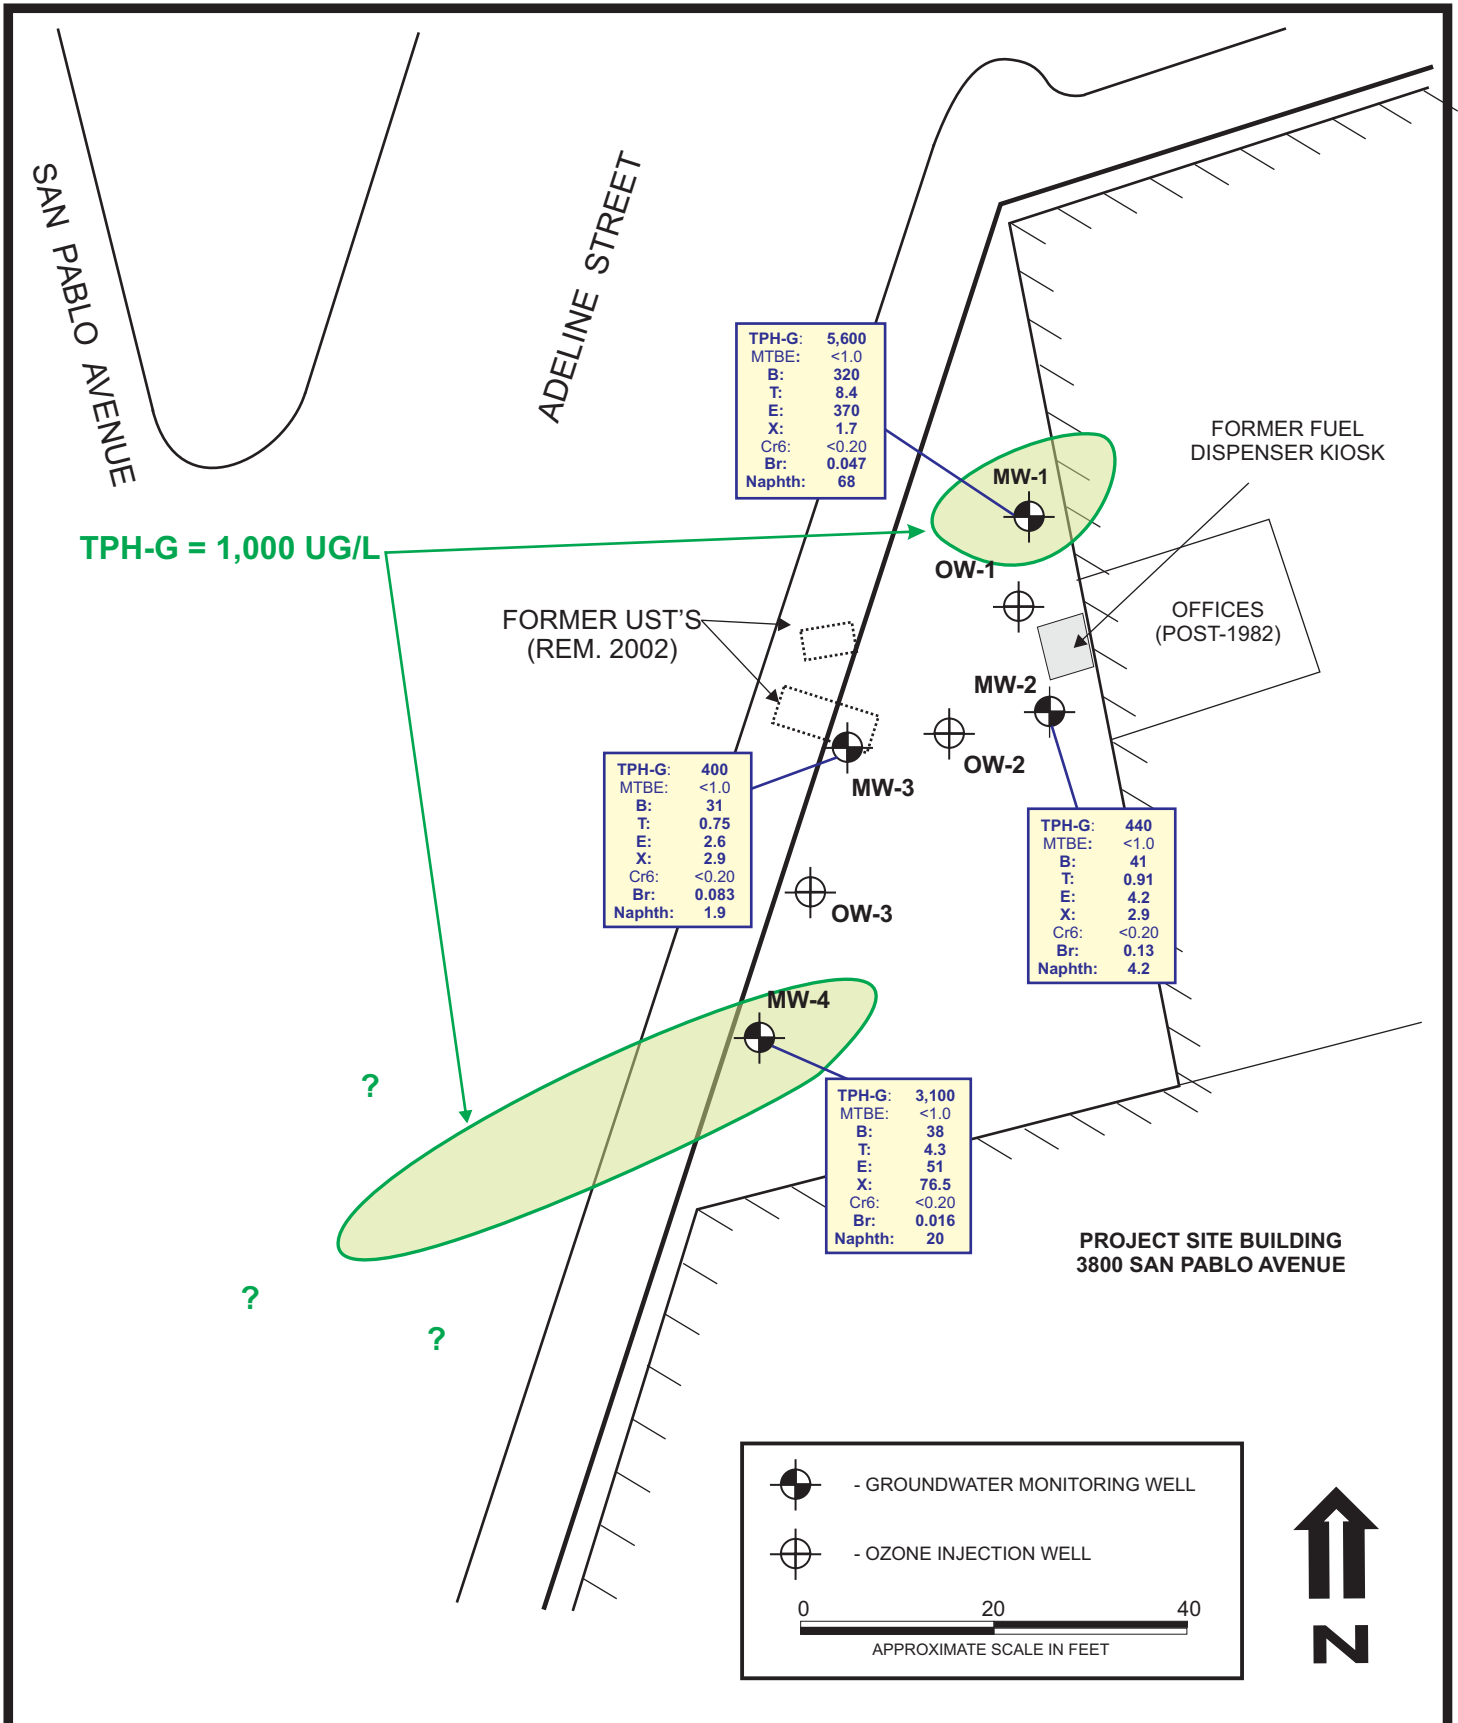 SAN PABLO AVENUE
ADELINE STREET
TPH-G: 5,600
MTBE: <1.0
B: 320
T: 8.4
E: 370
X: 1.7
Cr6: <0.20
Br: 0.047
Naphth: 68
FORMER FUEL
DISPENSER KIOSK
MW-1
TPH-G = 1,000 UG/L
OW-1
FORMER UST'S
(REM. 2002)
OFFICES
(POST-1982)
MW-2
OW-2
MW-3
TPH-G: 400
MTBE: <1.0
B: 31
T: 0.75
E: 2.6
X: 2.9
Cr6: <0.20
Br: 0.083
Naphth: 1.9
TPH-G: 440
MTBE: <1.0
B: 41
T: 0.91
E: 4.2
X: 2.9
Cr6: <0.20
Br: 0.13
Naphth: 4.2
OW-3
MW-4
?
TPH-G: 3,100
MTBE: <1.0
B: 38
T: 4.3
E: 51
X: 76.5
Cr6: <0.20
Br: 0.016
Naphth: 20
PROJECT SITE BUILDING
3800 SAN PABLO AVENUE
?
?
- GROUNDWATER MONITORING WELL
- OZONE INJECTION WELL
0 20 40
APPROXIMATE SCALE IN FEET
N